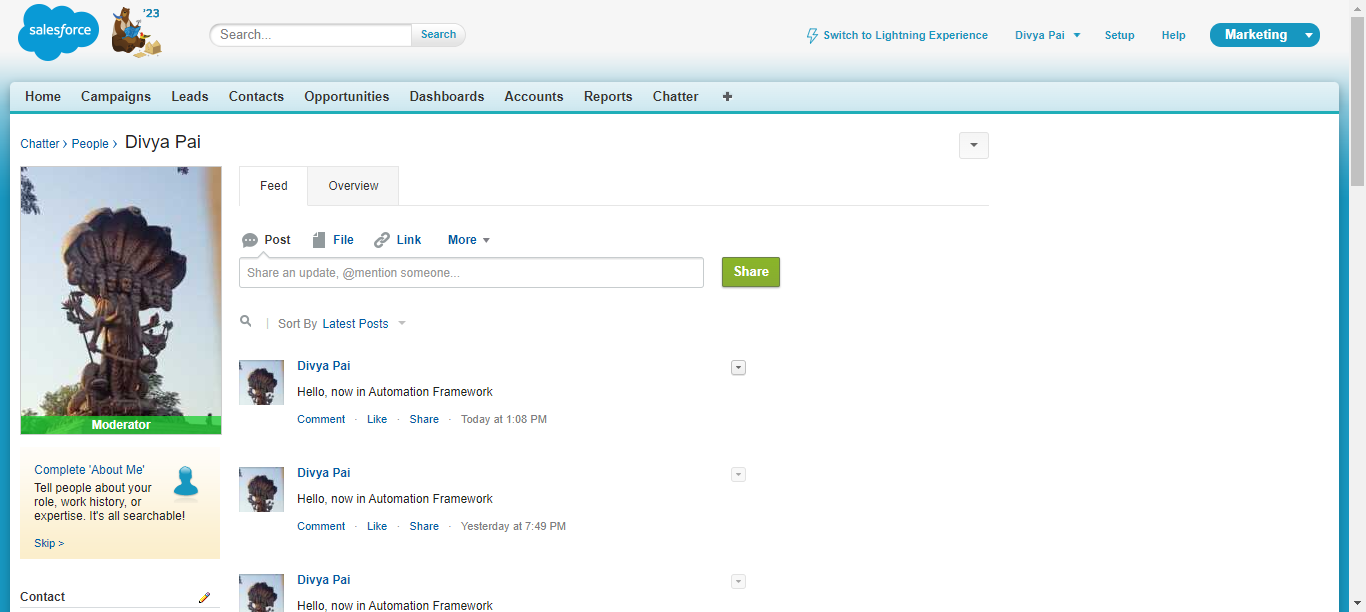 salesforce
'23
Search...
Search
Switch to Lightning Experience
Divya Pai
Setup
Help
Marketing
Home Campaigns Leads Contacts Opportunities Dashboards Accounts Reports Chatter +
Chatter › People › Divya Pai
Moderator
Complete 'About Me'
Tell people about your
role, work history, or
expertise. It's all searchable!
Skip >
Contact
Feed Overview
Post File Link More
Share an update, @mention someone...
Share
| Sort By Latest Posts
Divya Pai
Hello, now in Automation Framework
Comment · Like · Share · Today at 1:08 PM
Divya Pai
Hello, now in Automation Framework
Comment · Like · Share · Yesterday at 7:49 PM
Divya Pai
Hello, now in Automation Framework